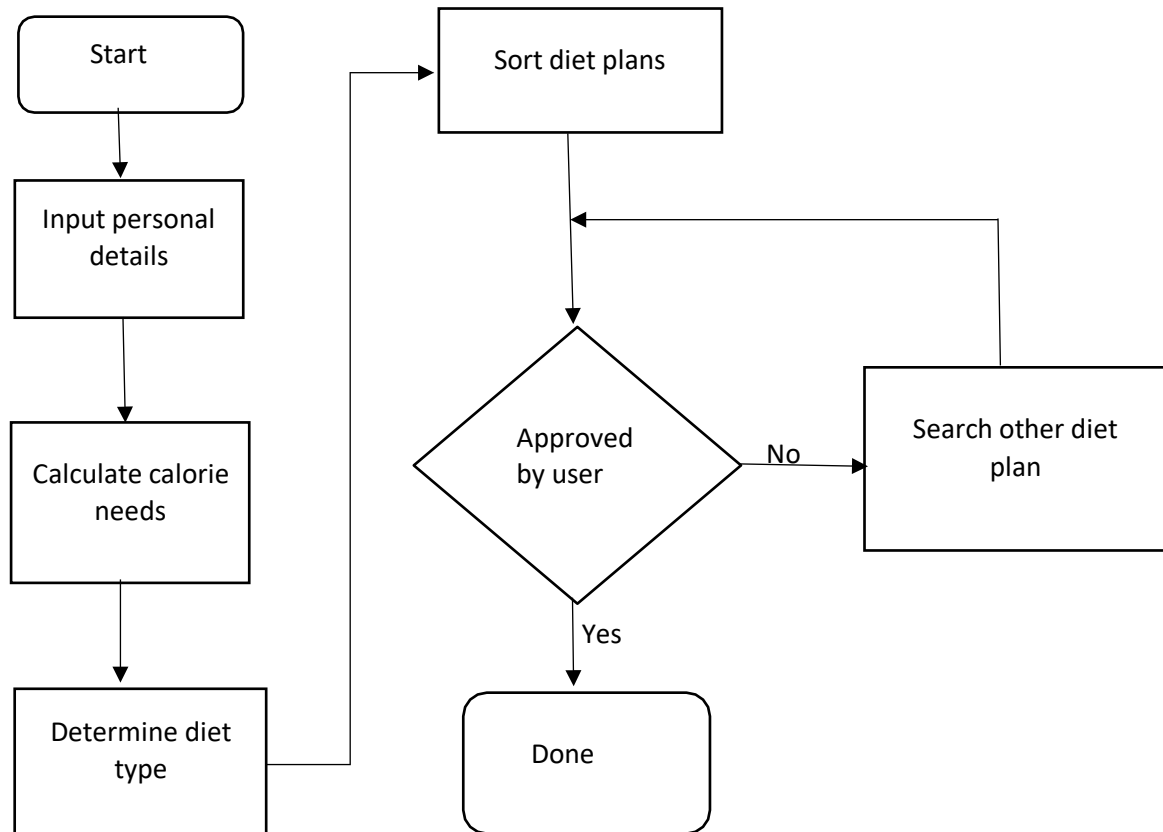 Start
Input personal
details
Calculate calorie
needs
Determine diet
type
Sort diet plans
Approved
by user
No
Search other diet
plan
Yes
Done